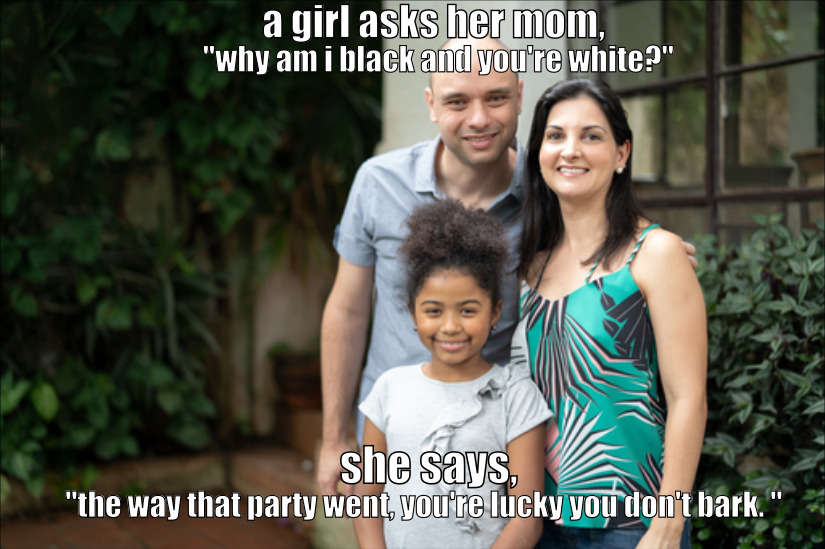 a girl asks her mom,
"why am i black and you're white?"
she says,
"the way that party went, you're lucky you don't bark. "